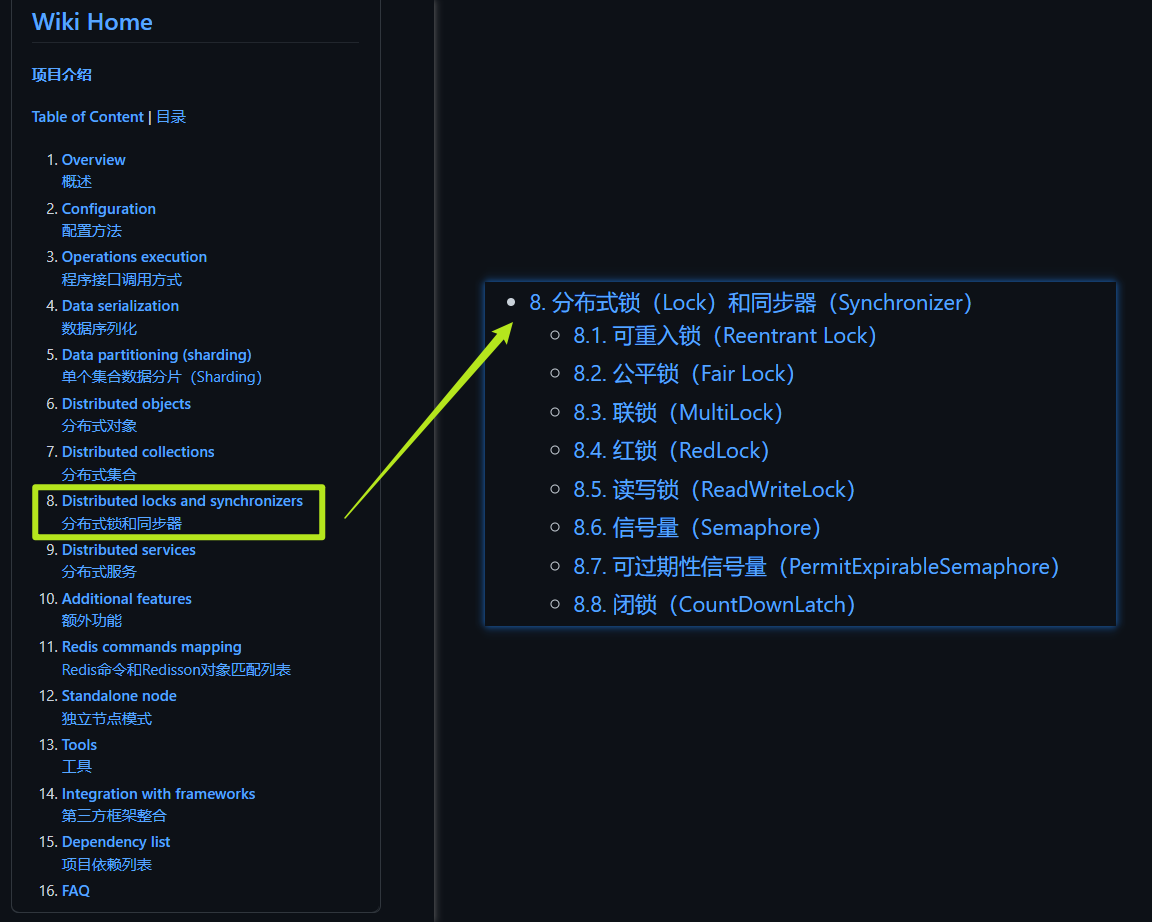 Wiki Home
项目介绍
Table of Content | 目录
1. Overview
概述
2. Configuration
配置方法
3. Operations execution
程序接口调用方式
4. Data serialization
数据序列化
5. Data partitioning (sharding)
单个集合数据分片（Sharding）
6. Distributed objects
分布式对象
7. Distributed collections
分布式集合
8. Distributed locks and synchronizers
分布式锁和同步器
9. Distributed services
分布式服务
10. Additional features
额外功能
11. Redis commands mapping
Redis命令和Redisson对象匹配列表
12. Standalone node
独立节点模式
13. Tools
工具
14. Integration with frameworks
第三方框架整合
15. Dependency list
项目依赖列表
16. FAQ
8. 分布式锁（Lock）和同步器（Synchronizer）
8.1. 可重入锁（Reentrant Lock）
8.2. 公平锁（Fair Lock）
8.3. 联锁（MultiLock）
8.4. 红锁（RedLock）
8.5. 读写锁（ReadWriteLock）
8.6. 信号量（Semaphore）
8.7. 可过期性信号量（PermitExpirableSemaphore）
8.8. 闭锁（CountDownLatch）